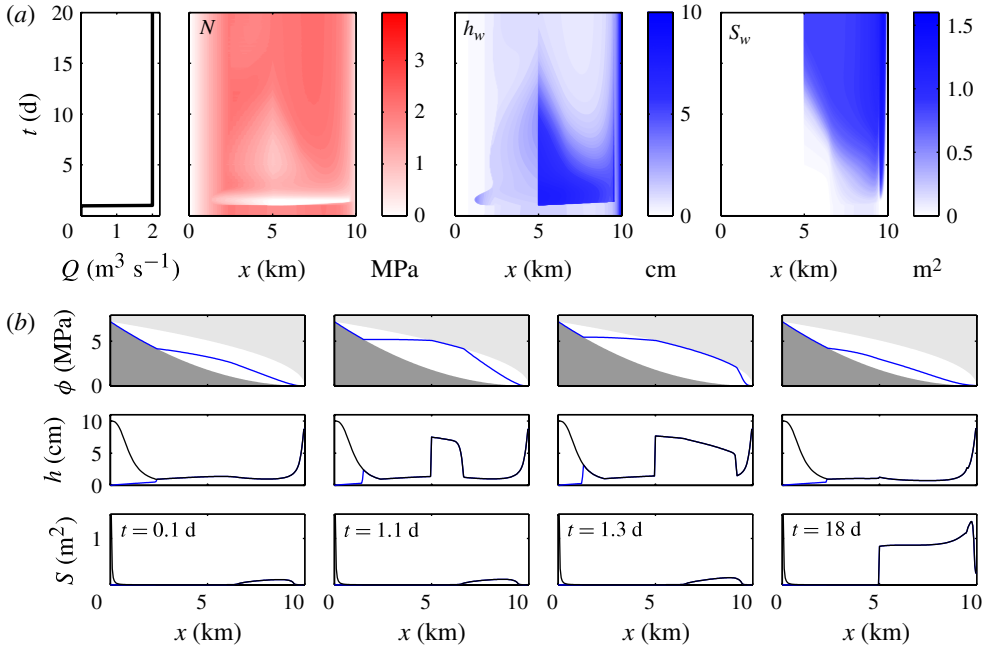 (a)
N
h_w
S_w
t (d)
20
15
10
5
0
0 1 2
Q (m³ s⁻¹)
0 5 10
x (km)
3
2
1
0
MPa
0 5 10
x (km)
10
5
0
cm
0 5 10
x (km)
1.5
1.0
0.5
0
m²
(b)
ϕ (MPa)
5
0
h (cm)
10
5
0
S (m²)
1
t = 0.1 d
t = 1.1 d
t = 1.3 d
t = 18 d
0 5 10
0 5 10
0 5 10
0 5 10
x (km)
x (km)
x (km)
x (km)